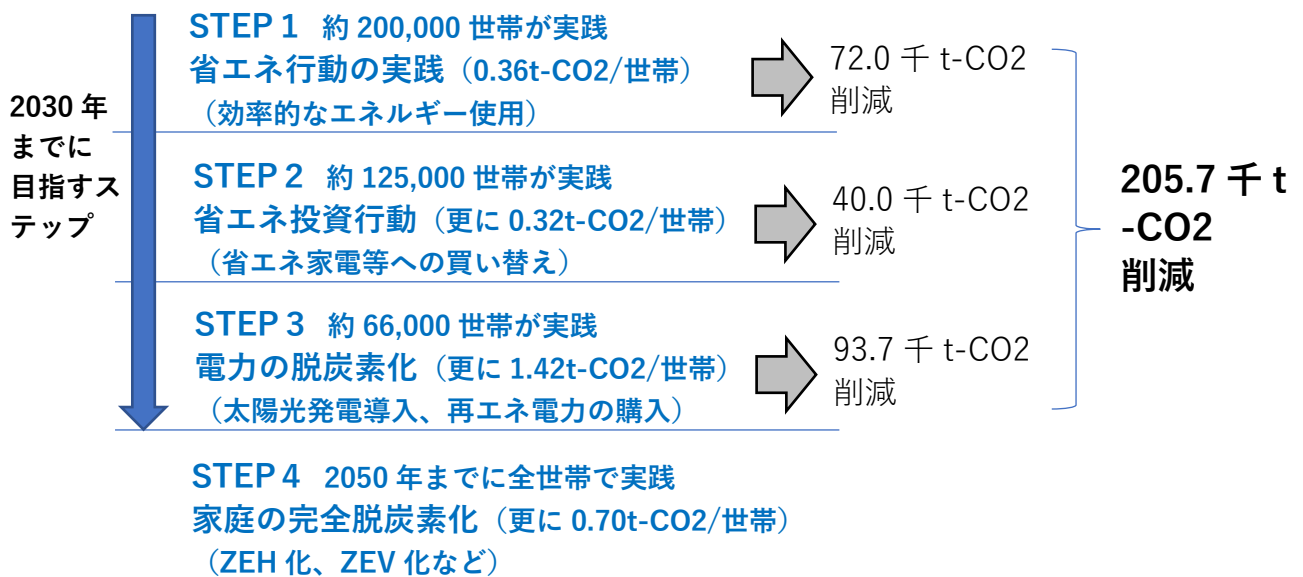 2030 年
までに
目指すス
テップ
STEP 1 約 200,000 世帯が実践
省エネ行動の実践（0.36t-CO2/世帯）
（効率的なエネルギー使用）
72.0 千 t-CO2
削減
STEP 2 約 125,000 世帯が実践
省エネ投資行動（更に 0.32t-CO2/世帯）
（省エネ家電等への買い替え）
40.0 千 t-CO2
削減
STEP 3 約 66,000 世帯が実践
電力の脱炭素化（更に 1.42t-CO2/世帯）
（太陽光発電導入、再エネ電力の購入）
93.7 千 t-CO2
削減
205.7 千 t
-CO2
削減
STEP 4 2050 年までに全世帯で実践
家庭の完全脱炭素化（更に 0.70t-CO2/世帯）
（ZEH 化、ZEV 化など）